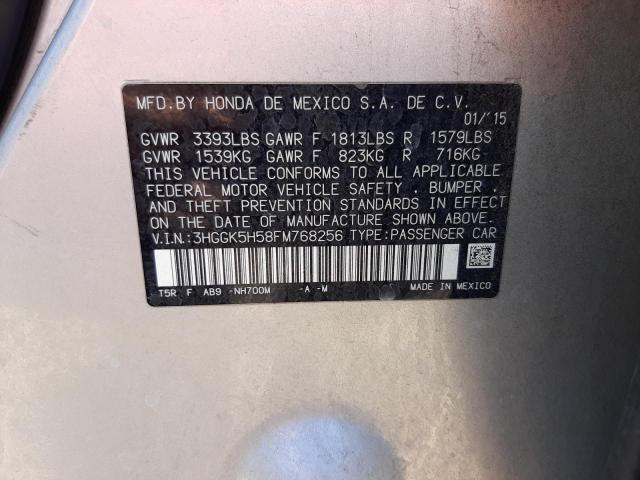 MFD.BY HONDA DE MEXICO S.A. DE C.V.
01/'15
GVWR 3393LBS GAWR F 1813LBS R 1579LBS
GVWR 1539KG GAWR F 823KG R 716KG
THIS VEHICLE CONFORMS TO ALL APPLICABLE
FEDERAL MOTOR VEHICLE SAFETY . BUMPER .
AND THEFT PREVENTION STANDARDS IN EFFECT
ON THE DATE OF MANUFACTURE SHOWN ABOVE.
V.I.N.:3HGGK5H58FM768256 TYPE:PASSENGER CAR
T5R F AB9 -NH700M -A -M
MADE IN MEXICO